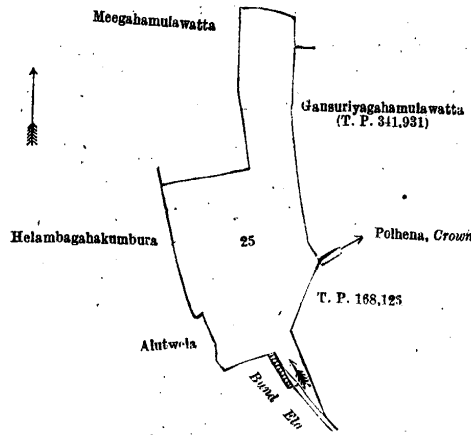 Meegahamulawatta
Gansuriyagahamulawatta
(T. P. 341,931)
Helambagahakumbura
25
Polhena, Crown
T. P. 168,125
Alutwela
Bund
Ela